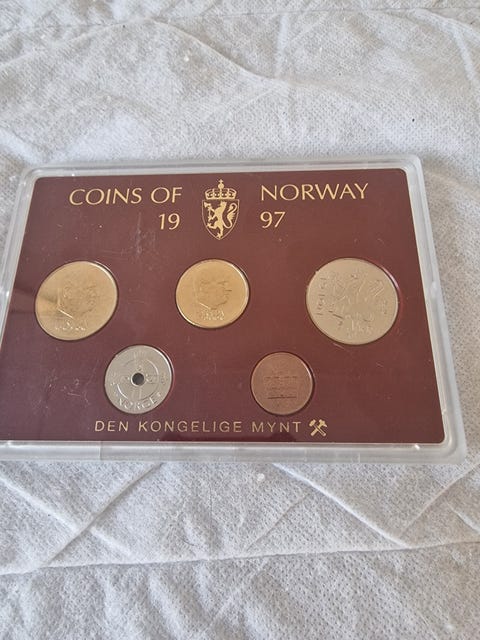 COINS OF NORWAY
19 97
NORGE
DEN KONGELIGE MYNT